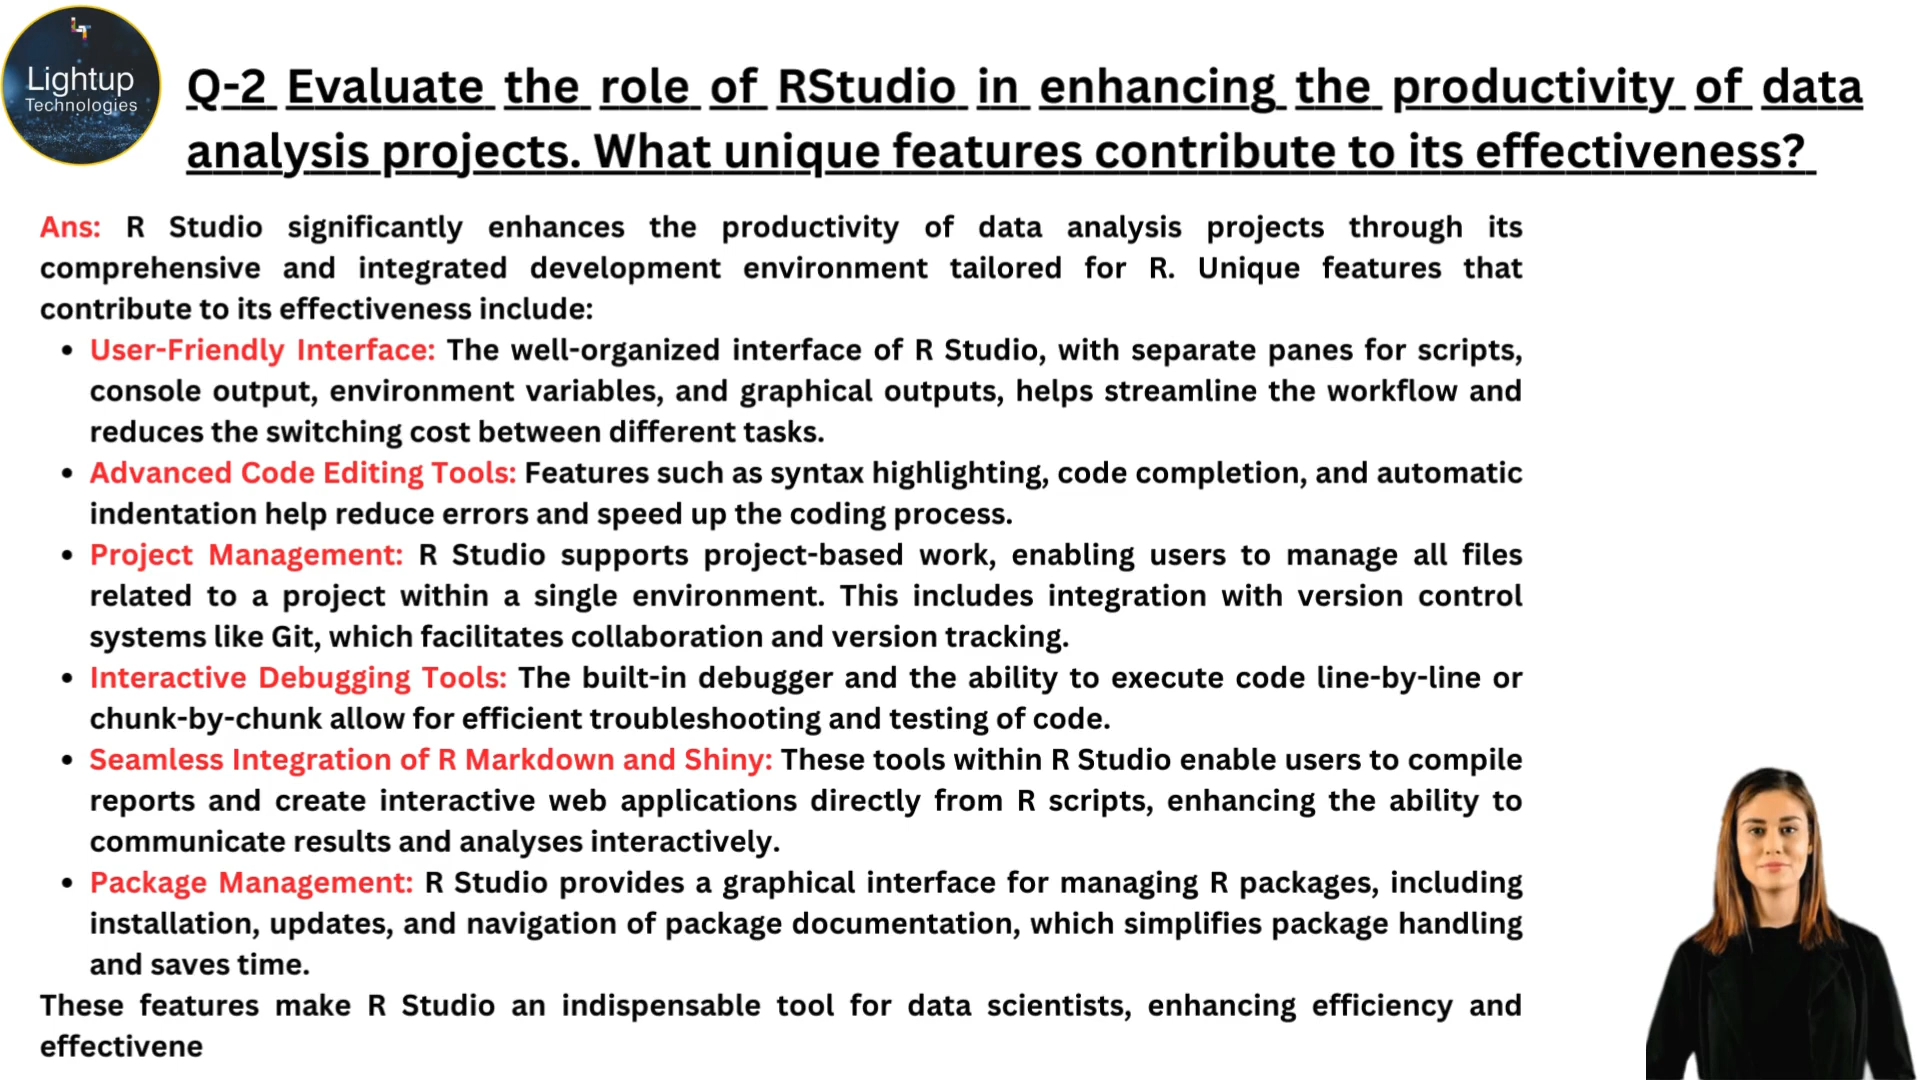 LT
Lightup
Technologies
Q-2 Evaluate the role of RStudio in enhancing the productivity of data
analysis projects. What unique features contribute to its effectiveness?
Ans: R Studio significantly enhances the productivity of data analysis projects through its
comprehensive and integrated development environment tailored for R. Unique features that
contribute to its effectiveness include:
• User-Friendly Interface: The well-organized interface of R Studio, with separate panes for scripts,
console output, environment variables, and graphical outputs, helps streamline the workflow and
reduces the switching cost between different tasks.
• Advanced Code Editing Tools: Features such as syntax highlighting, code completion, and automatic
indentation help reduce errors and speed up the coding process.
• Project Management: R Studio supports project-based work, enabling users to manage all files
related to a project within a single environment. This includes integration with version control
systems like Git, which facilitates collaboration and version tracking.
• Interactive Debugging Tools: The built-in debugger and the ability to execute code line-by-line or
chunk-by-chunk allow for efficient troubleshooting and testing of code.
• Seamless Integration of R Markdown and Shiny: These tools within R Studio enable users to compile
reports and create interactive web applications directly from R scripts, enhancing the ability to
communicate results and analyses interactively.
• Package Management: R Studio provides a graphical interface for managing R packages, including
installation, updates, and navigation of package documentation, which simplifies package handling
and saves time.
These features make R Studio an indispensable tool for data scientists, enhancing efficiency and
effectivene